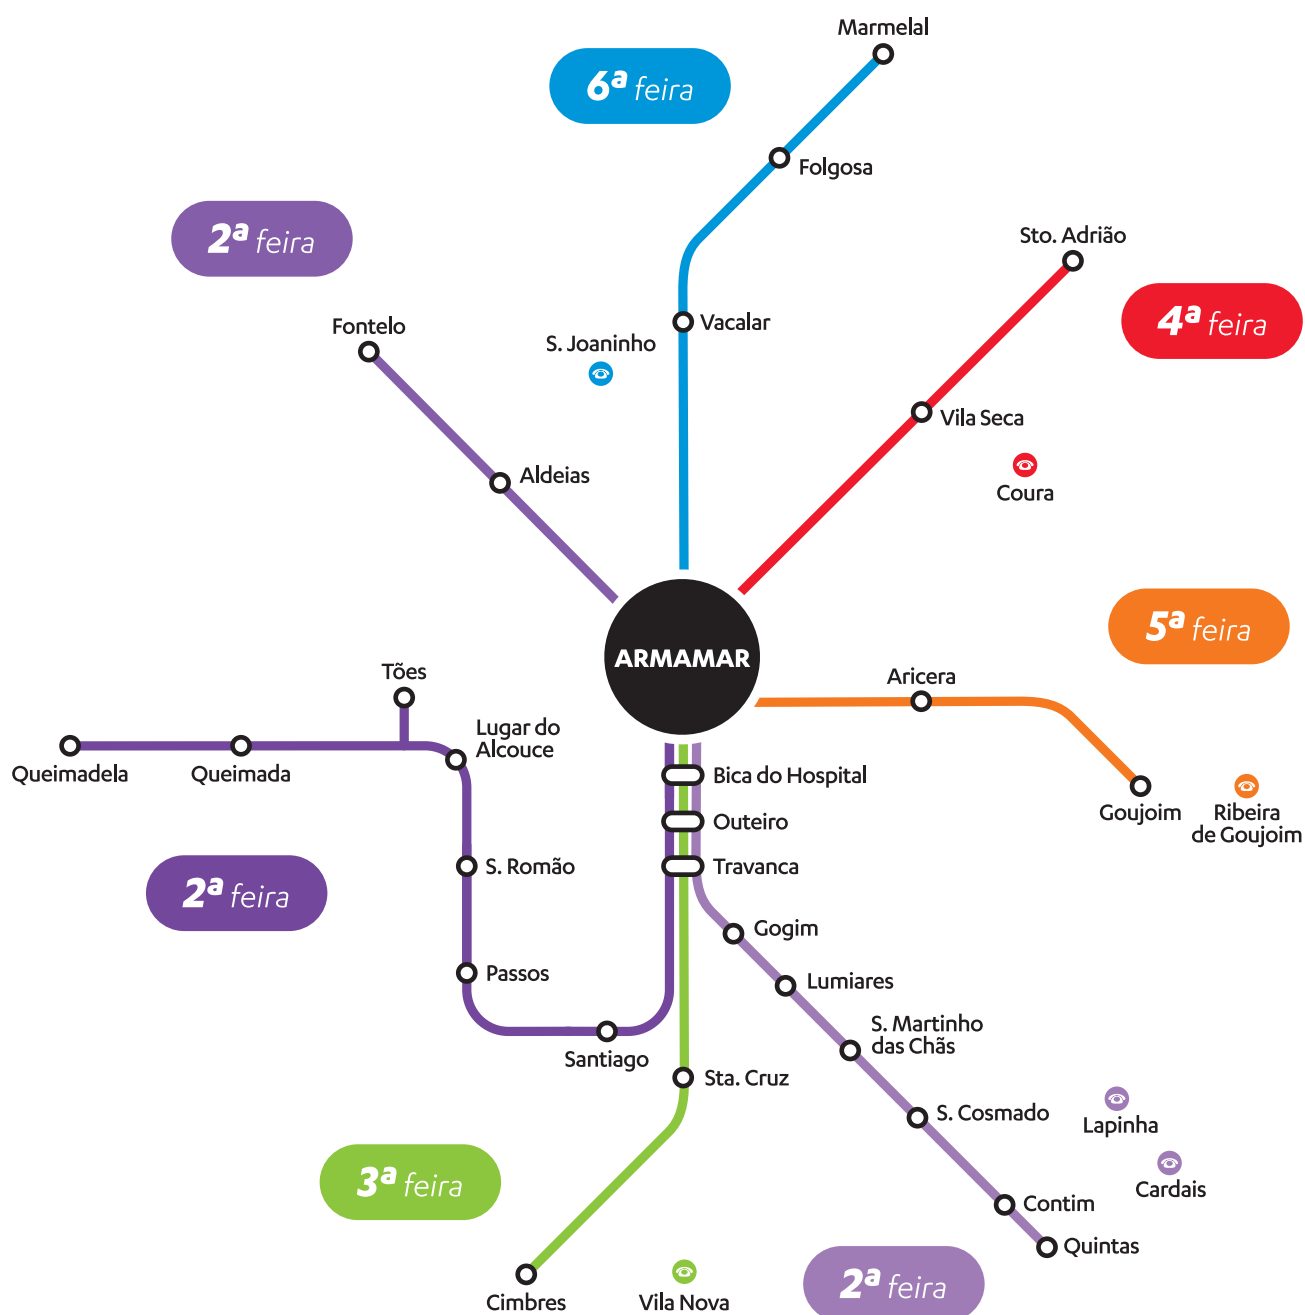 Marmelal
6ª feira
Folgosa
2ª feira
Sto. Adrião
4ª feira
Fontelo
S. Joaninho
Vacalar
Vila Seca
Aldeias
Coura
5ª feira
ARMAMAR
Tões
Aricera
Lugar do
Alcouce
Queimadela
Queimada
Bica do Hospital
Goujoim
Ribeira
de Goujoim
Outeiro
S. Romão
Travanca
2ª feira
Gogim
Passos
Lumiares
S. Martinho
das Chãs
Santiago
Sta. Cruz
S. Cosmado
Lapinha
3ª feira
Cardais
Contim
Quintas
2ª feira
Cimbres
Vila Nova